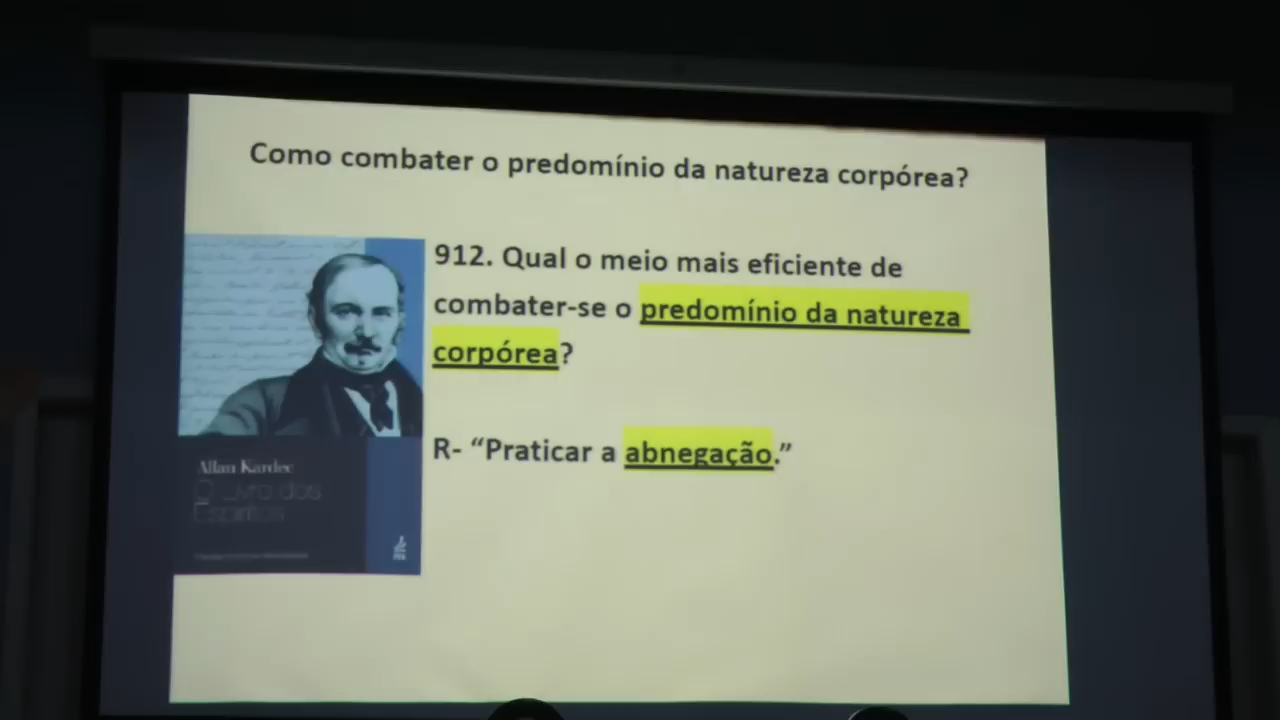 Como combater o predomínio da natureza corpórea?
912. Qual o meio mais eficiente de
combater-se o predomínio da natureza
corpórea?
R- “Praticar a abnegação.”
Allan Kardec
O Livro dos
Espíritos